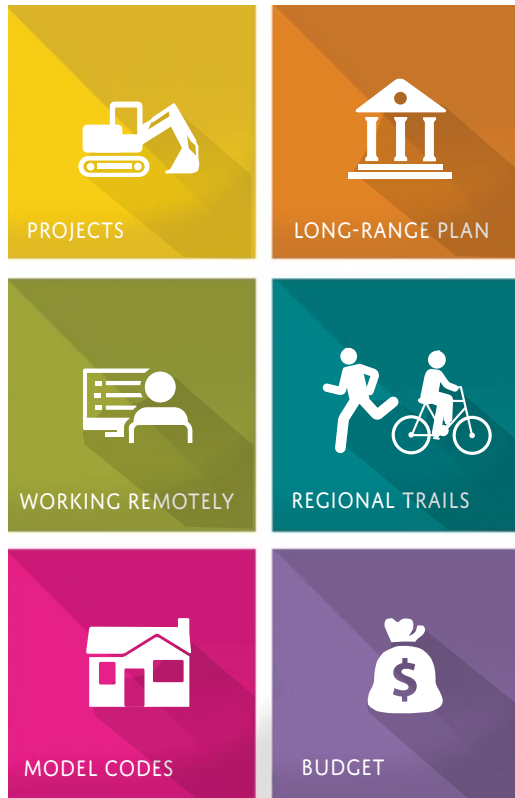 PROJECTS
LONG-RANGE PLAN
WORKING REMOTELY
REGIONAL TRAILS
$
MODEL CODES
BUDGET